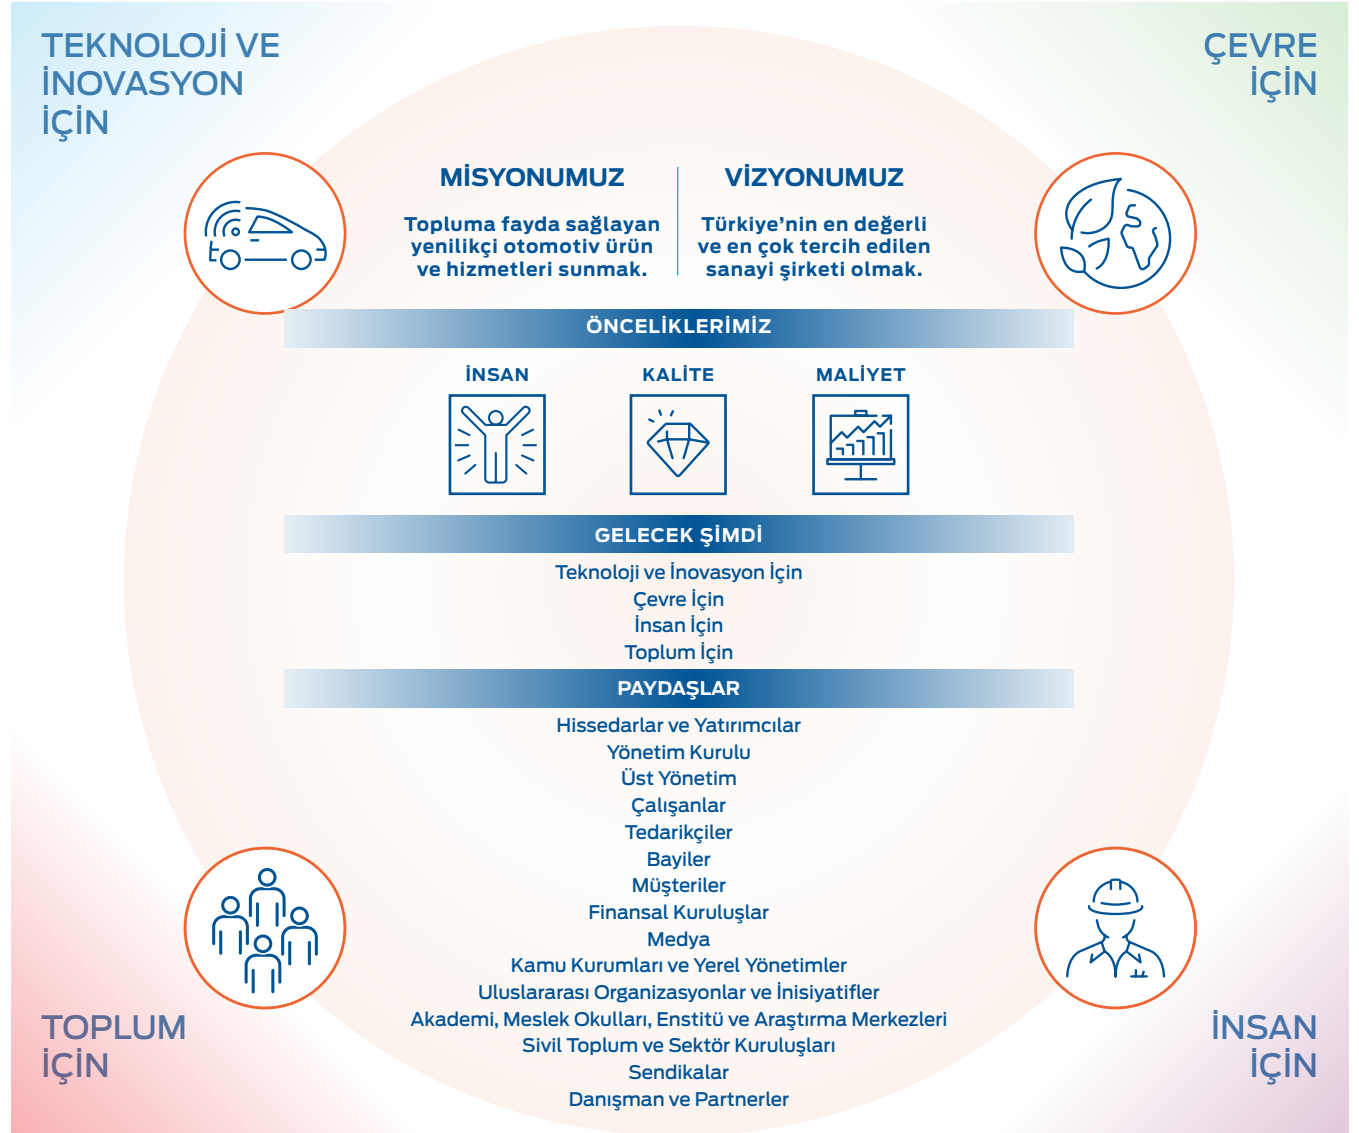 TEKNOLOJİ VE
İNOVASYON
İÇİN
ÇEVRE
İÇİN
MİSYONUMUZ
Topluma fayda sağlayan
yenilikçi otomotiv ürün
ve hizmetleri sunmak.
VİZYONUMUZ
Türkiye'nin en değerli
ve en çok tercih edilen
sanayi şirketi olmak.
ÖNCELİKLERİMİZ
İNSAN
KALİTE
MALİYET
GELECEK ŞİMDİ
Teknoloji ve İnovasyon İçin
Çevre İçin
İnsan İçin
Toplum İçin
PAYDAŞLAR
Hissedarlar ve Yatırımcılar
Yönetim Kurulu
Üst Yönetim
Çalışanlar
Tedarikçiler
Bayiler
Müşteriler
Finansal Kuruluşlar
Medya
Kamu Kurumları ve Yerel Yönetimler
Uluslararası Organizasyonlar ve İnisiyatifler
Akademi, Meslek Okulları, Enstitü ve Araştırma Merkezleri
Sivil Toplum ve Sektör Kuruluşları
Sendikalar
Danışman ve Partnerler
TOPLUM
İÇİN
İNSAN
İÇİN